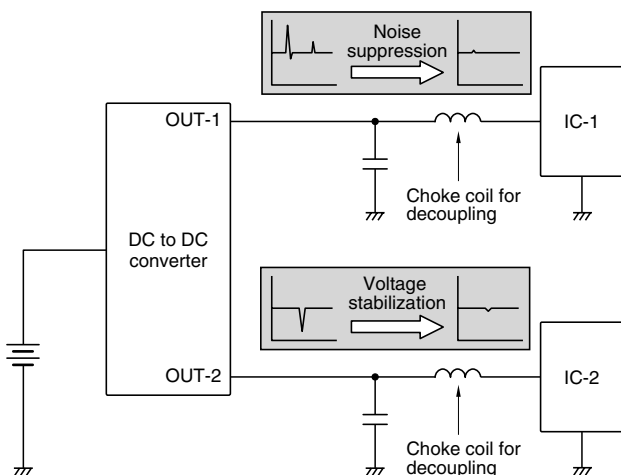 Noise
suppression
OUT-1
IC-1
Choke coil for
decoupling
DC to DC
converter
Voltage
stabilization
OUT-2
IC-2
Choke coil for
decoupling